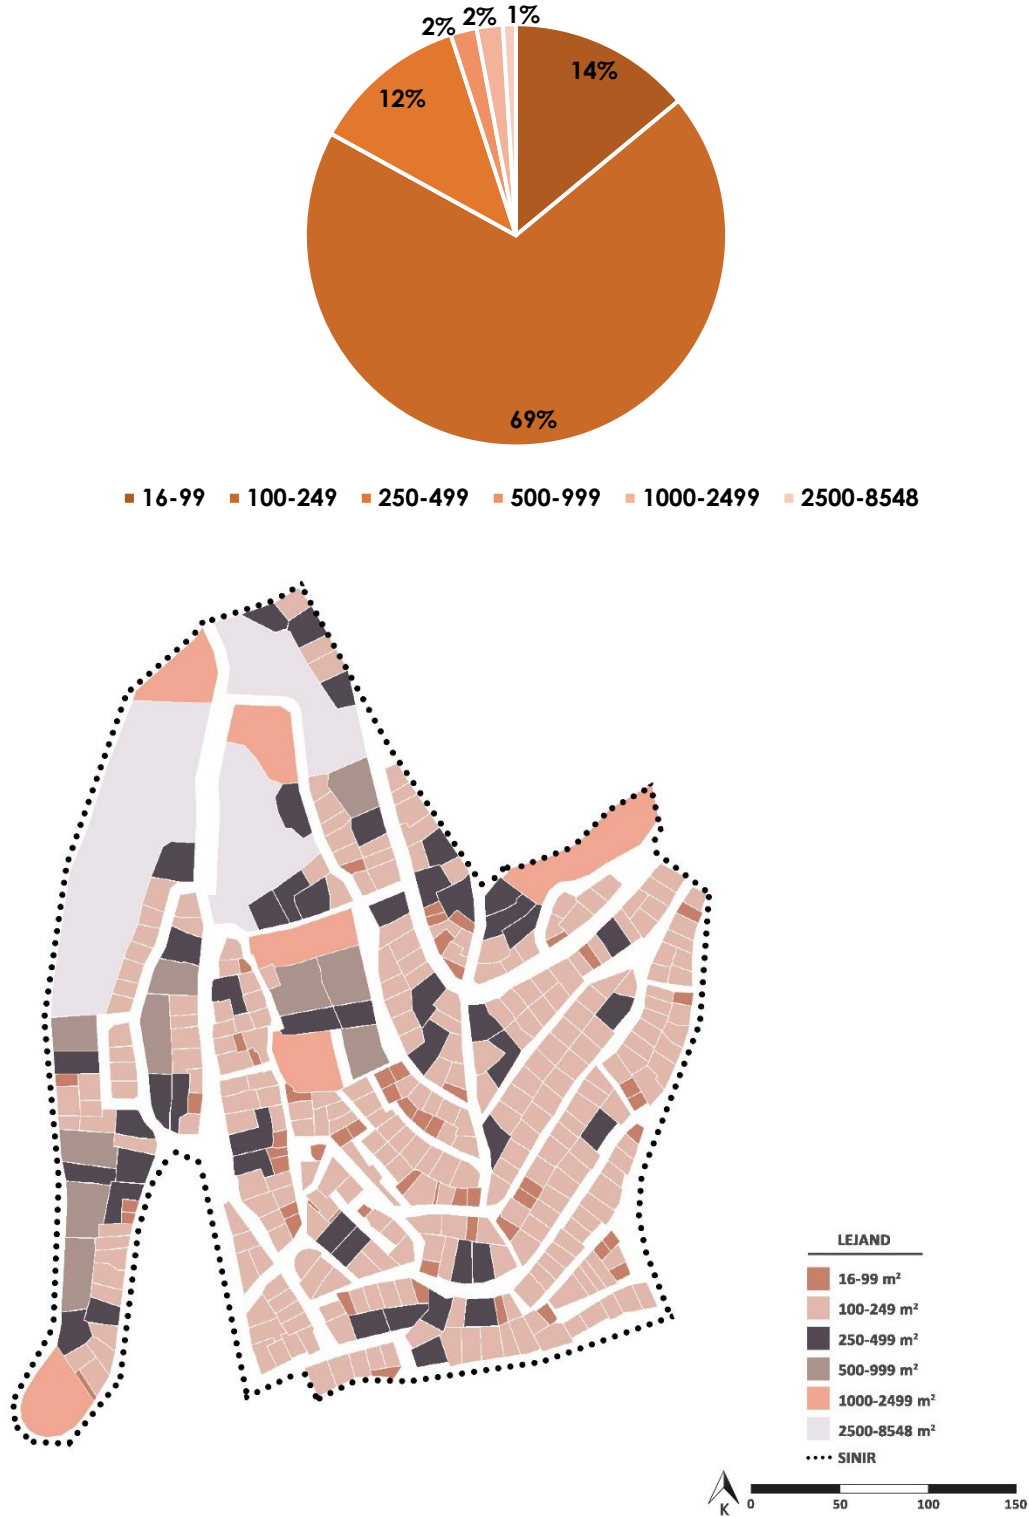 2% 2% 1%
14%
12%
69%
16-99 100-249 250-499 500-999 1000-2499 2500-8548
LEJAND
16-99 m²
100-249 m²
250-499 m²
500-999 m²
1000-2499 m²
2500-8548 m²
SINIR
K
0 50 100 150